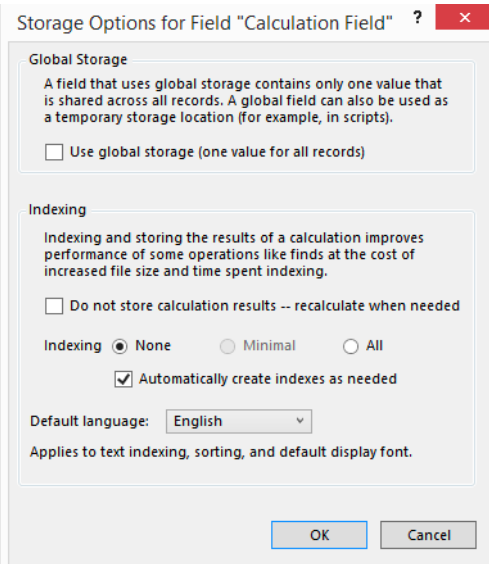 Storage Options for Field "Calculation Field" ?
Global Storage
A field that uses global storage contains only one value that
is shared across all records. A global field can also be used as
a temporary storage location (for example, in scripts).
Use global storage (one value for all records)
Indexing
Indexing and storing the results of a calculation improves
performance of some operations like finds at the cost of
increased file size and time spent indexing.
Do not store calculation results -- recalculate when needed
Indexing None Minimal All
Automatically create indexes as needed
Default language: English
Applies to text indexing, sorting, and default display font.
OK Cancel